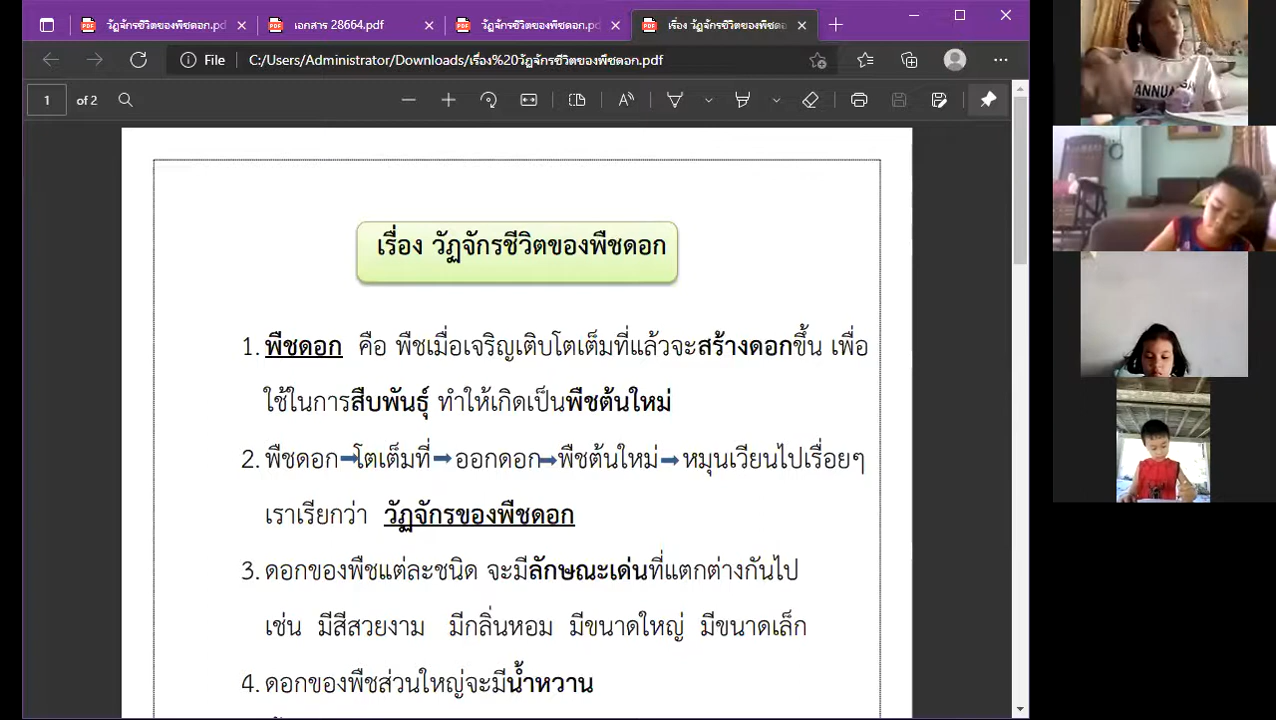 วัฏจักรชีวิตของพืชดอก.pd
เอกสาร 28664.pdf
วัฏจักรชีวิตของพืชดอก.pd
เรื่อง วัฏจักรชีวิตของพืชดอ
File C:/Users/Administrator/Downloads/เรื่อง%20วัฏจักรชีวิตของพืชดอก.pdf
1 of 2
เรื่อง วัฏจักรชีวิตของพืชดอก
1. พืชดอก คือ พืชเมื่อเจริญเติบโตเต็มที่แล้วจะสร้างดอกขึ้น เพื่อ
ใช้ในการสืบพันธุ์ ทำให้เกิดเป็นพืชต้นใหม่
2. พืชดอก➡โตเต็มที่➡ออกดอก➡พืชต้นใหม่➡หมุนเวียนไปเรื่อยๆ
เราเรียกว่า วัฏจักรของพืชดอก
3. ดอกของพืชแต่ละชนิด จะมีลักษณะเด่นที่แตกต่างกันไป
เช่น มีสีสวยงาม มีกลิ่นหอม มีขนาดใหญ่ มีขนาดเล็ก
4. ดอกของพืชส่วนใหญ่จะมีน้ำหวาน